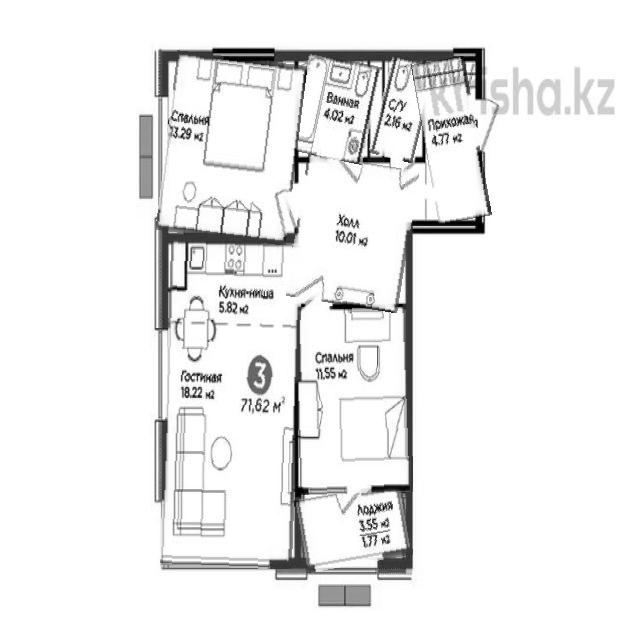 krisha.kz
Спальня
13.29 м2
Ванная
4.02 м2
С/У
2.16 м2
Прихожая
4.77 м2
Холл
10.01 м2
Кухня-ниша
5.82 м2
Гостиная
18.22 м2
3
71,62 м²
Спальня
11.55 м2
Лоджия
3.55 м2
1.77 м2